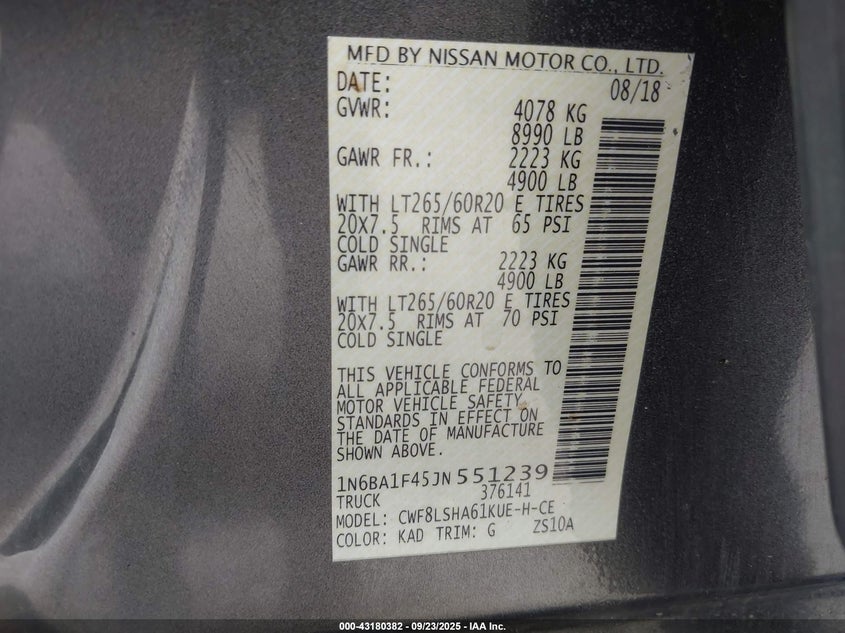 MFD BY NISSAN MOTOR CO., LTD.
DATE: 08/18
GVWR: 4078 KG
8990 LB
GAWR FR.: 2223 KG
4900 LB
WITH LT265/60R20 E TIRES
20X7.5 RIMS AT 65 PSI
COLD SINGLE
GAWR RR.: 2223 KG
4900 LB
WITH LT265/60R20 E TIRES
20X7.5 RIMS AT 70 PSI
COLD SINGLE
THIS VEHICLE CONFORMS TO
ALL APPLICABLE FEDERAL
MOTOR VEHICLE SAFETY
STANDARDS IN EFFECT ON
THE DATE OF MANUFACTURE
SHOWN ABOVE.
1N6BA1F45JN551239
TRUCK 376141
MODEL: CWF8LSHA61KUE-H-CE
COLOR: KAD TRIM: G ZS10A
000-43180382 - 09/23/2025 - IAA Inc.